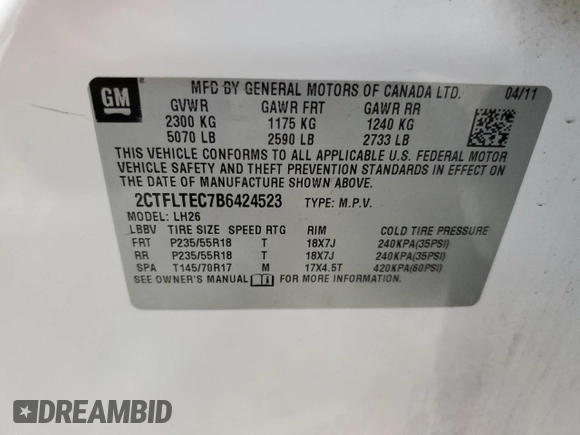 GM
MFD BY GENERAL MOTORS OF CANADA LTD. 04/11
GVWR GAWR FRT GAWR RR
2300 KG 1175 KG 1240 KG
5070 LB 2590 LB 2733 LB
THIS VEHICLE CONFORMS TO ALL APPLICABLE U.S. FEDERAL MOTOR
VEHICLE SAFETY AND THEFT PREVENTION STANDARDS IN EFFECT ON
THE DATE OF MANUFACTURE SHOWN ABOVE.
2CTFLTEC7B6424523 TYPE: M.P.V.
MODEL: LH26
LBBV TIRE SIZE SPEED RTG RIM COLD TIRE PRESSURE
FRT P235/55R18 T 18X7J 240KPA(35PSI)
RR P235/55R18 T 18X7J 240KPA(35PSI)
SPA T145/70R17 M 17X4.5T 420KPA(60PSI)
SEE OWNER'S MANUAL FOR MORE INFORMATION
DREAMBID